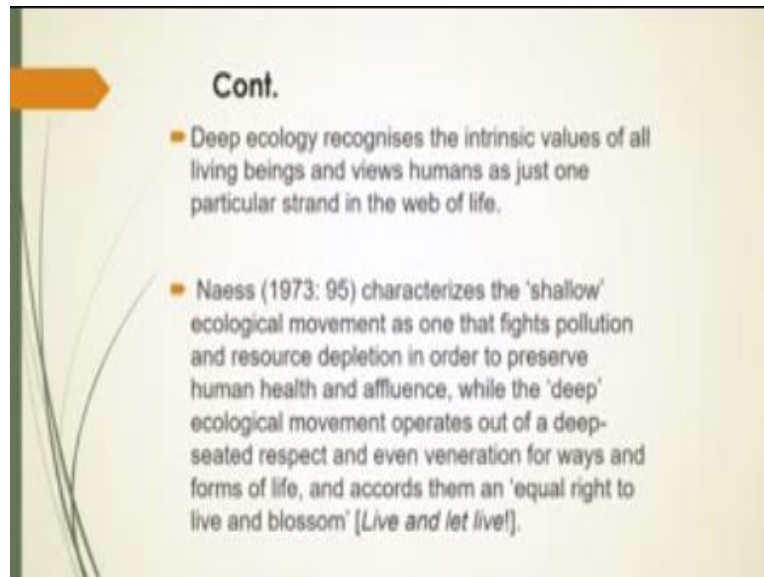 Cont.
Deep ecology recognises the intrinsic values of all
living beings and views humans as just one
particular strand in the web of life.
Naess (1973: 95) characterizes the 'shallow'
ecological movement as one that fights pollution
and resource depletion in order to preserve
human health and affluence, while the 'deep'
ecological movement operates out of a deep-
seated respect and even veneration for ways and
forms of life, and accords them an 'equal right to
live and blossom' [Live and let live!].